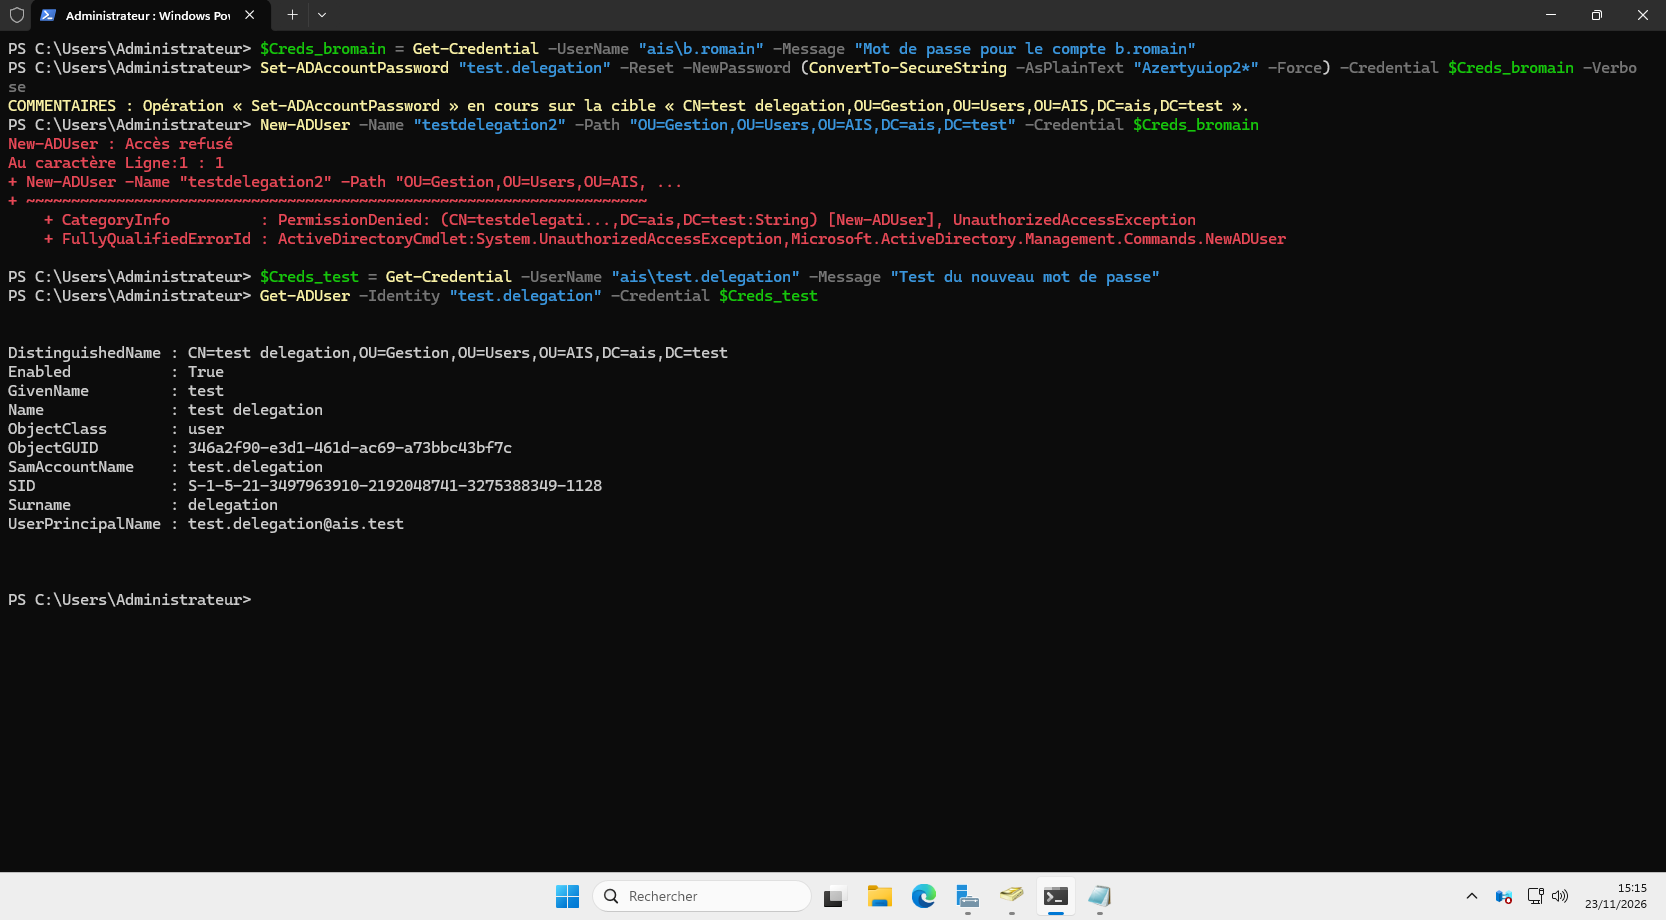 Administrateur : Windows Pov
PS C:\Users\Administrateur> $Creds_bromain = Get-Credential -UserName "ais\b.romain" -Message "Mot de passe pour le compte b.romain"
PS C:\Users\Administrateur> Set-ADAccountPassword "test.delegation" -Reset -NewPassword (ConvertTo-SecureString -AsPlainText "Azertyuiop2*" -Force) -Credential $Creds_bromain -Verbo
se
COMMENTAIRES : Opération « Set-ADAccountPassword » en cours sur la cible « CN=test delegation,OU=Gestion,OU=Users,OU=AIS,DC=ais,DC=test ».
PS C:\Users\Administrateur> New-ADUser -Name "testdelegation2" -Path "OU=Gestion,OU=Users,OU=AIS,DC=ais,DC=test" -Credential $Creds_bromain
New-ADUser : Accès refusé
Au caractère Ligne:1 : 1
+ New-ADUser -Name "testdelegation2" -Path "OU=Gestion,OU=Users,OU=AIS, ...
+ ~~~~~~~~~~~~~~~~~~~~~~~~~~~~~~~~~~~~~~~~~~~~~~~~~~~~~~~~~~~~~~~~~~~~~
    + CategoryInfo          : PermissionDenied: (CN=testdelegati...,DC=ais,DC=test:String) [New-ADUser], UnauthorizedAccessException
    + FullyQualifiedErrorId : ActiveDirectoryCmdlet:System.UnauthorizedAccessException,Microsoft.ActiveDirectory.Management.Commands.NewADUser
PS C:\Users\Administrateur> $Creds_test = Get-Credential -UserName "ais\test.delegation" -Message "Test du nouveau mot de passe"
PS C:\Users\Administrateur> Get-ADUser -Identity "test.delegation" -Credential $Creds_test
DistinguishedName : CN=test delegation,OU=Gestion,OU=Users,OU=AIS,DC=ais,DC=test
Enabled           : True
GivenName         : test
Name              : test delegation
ObjectClass       : user
ObjectGUID        : 346a2f90-e3d1-461d-ac69-a73bbc43bf7c
SamAccountName    : test.delegation
SID               : S-1-5-21-3497963910-2192048741-3275388349-1128
Surname           : delegation
UserPrincipalName : test.delegation@ais.test
PS C:\Users\Administrateur>
Rechercher
15:15
23/11/2026